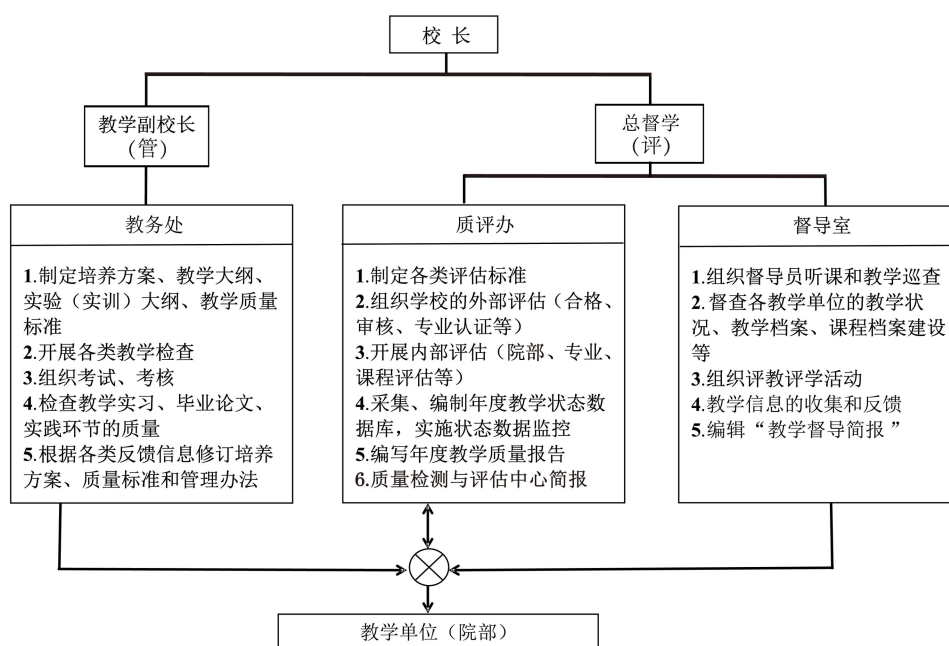 校 长
教学副校长
(管)
总督学
(评)
教务处
1.制定培养方案、教学大纲、
实验（实训）大纲、教学质量
标准
2.开展各类教学检查
3.组织考试、考核
4.检查教学实习、毕业论文、
实践环节的质量
5.根据各类反馈信息修订培养
方案、质量标准和管理办法
质评办
1.制定各类评估标准
2.组织学校的外部评估（合格、
审核、专业认证等）
3.开展内部评估（院部、专业、
课程评估等）
4.采集、编制年度教学状态数
据库，实施状态数据监控
5.编写年度教学质量报告
6.质量检测与评估中心简报
督导室
1.组织督导员听课和教学巡查
2.督查各教学单位的教学状
况、教学档案、课程档案建设
等
3.组织评教评学活动
4.教学信息的收集和反馈
5.编辑“教学督导简报”
教学单位（院部）